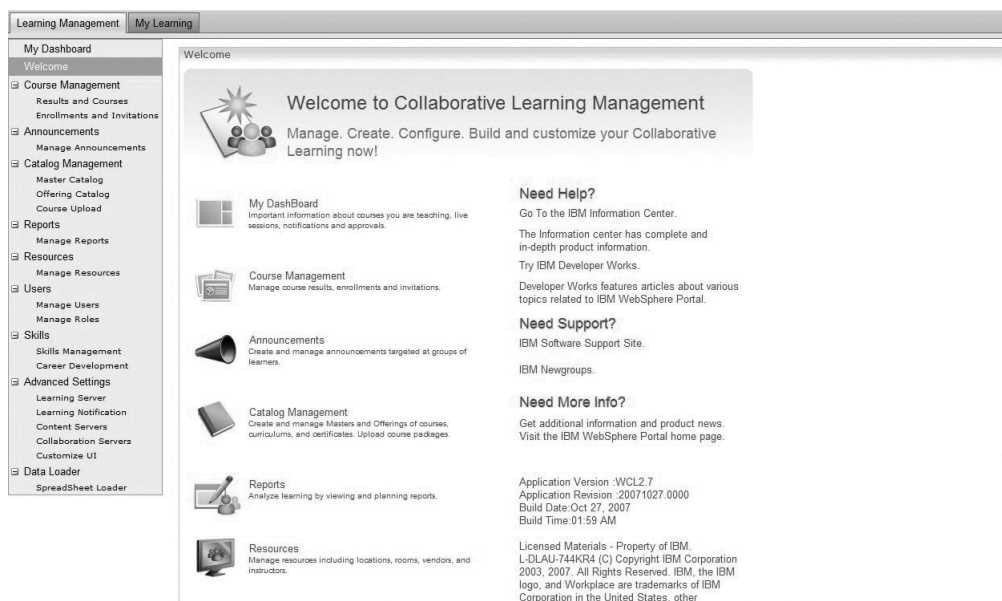 Learning Management
My Learning
My Dashboard
Welcome
Course Management
Results and Courses
Enrollments and Invitations
Announcements
Manage Announcements
Catalog Management
Master Catalog
Offering Catalog
Course Upload
Reports
Manage Reports
Resources
Manage Resources
Users
Manage Users
Manage Roles
Skills
Skills Management
Career Development
Advanced Settings
Learning Server
Learning Notification
Content Servers
Collaboration Servers
Customize UI
Data Loader
SpreadSheet Loader
Welcome
Welcome to Collaborative Learning Management
Manage. Create. Configure. Build and customize your Collaborative
Learning now!
My DashBoard
Important information about courses you are teaching, live
sessions, notifications and approvals.
Course Management
Manage course results, enrollments and invitations.
Announcements
Create and manage announcements targeted at groups of
learners.
Catalog Management
Create and manage Masters and Offerings of courses,
curriculums, and certificates. Upload course packages.
Reports
Analyze learning by viewing and planning reports.
Resources
Manage resources including locations, rooms, vendors, and
instructors.
Need Help?
Go To the IBM Information Center.
The Information center has complete and
in-depth product information.
Try IBM Developer Works.
Developer Works features articles about various
topics related to IBM WebSphere Portal.
Need Support?
IBM Software Support Site.
IBM Newgroups.
Need More Info?
Get additional information and product news.
Visit the IBM WebSphere Portal home page.
Application Version :WCL2.7
Application Revision :20071027.0000
Build Date:Oct 27, 2007
Build Time:01:59 AM
Licensed Materials - Property of IBM.
L-DLAU-744KR4 (C) Copyright IBM Corporation
2003, 2007. All Rights Reserved. IBM, the IBM
logo, and Workplace are trademarks of IBM
Corporation in the United States, other